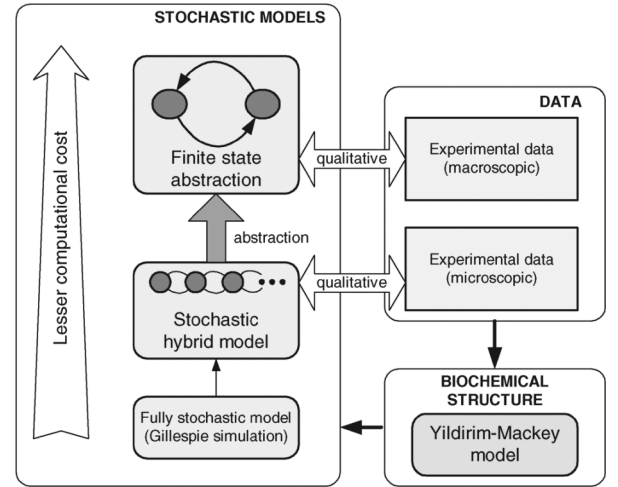 STOCHASTIC MODELS
Lesser computational cost
Finite state
abstraction
abstraction
Stochastic
hybrid model
Fully stochastic model
(Gillespie simulation)
qualitative
qualitative
DATA
Experimental data
(macroscopic)
Experimental data
(microscopic)
BIOCHEMICAL
STRUCTURE
Yildirim-Mackey
model